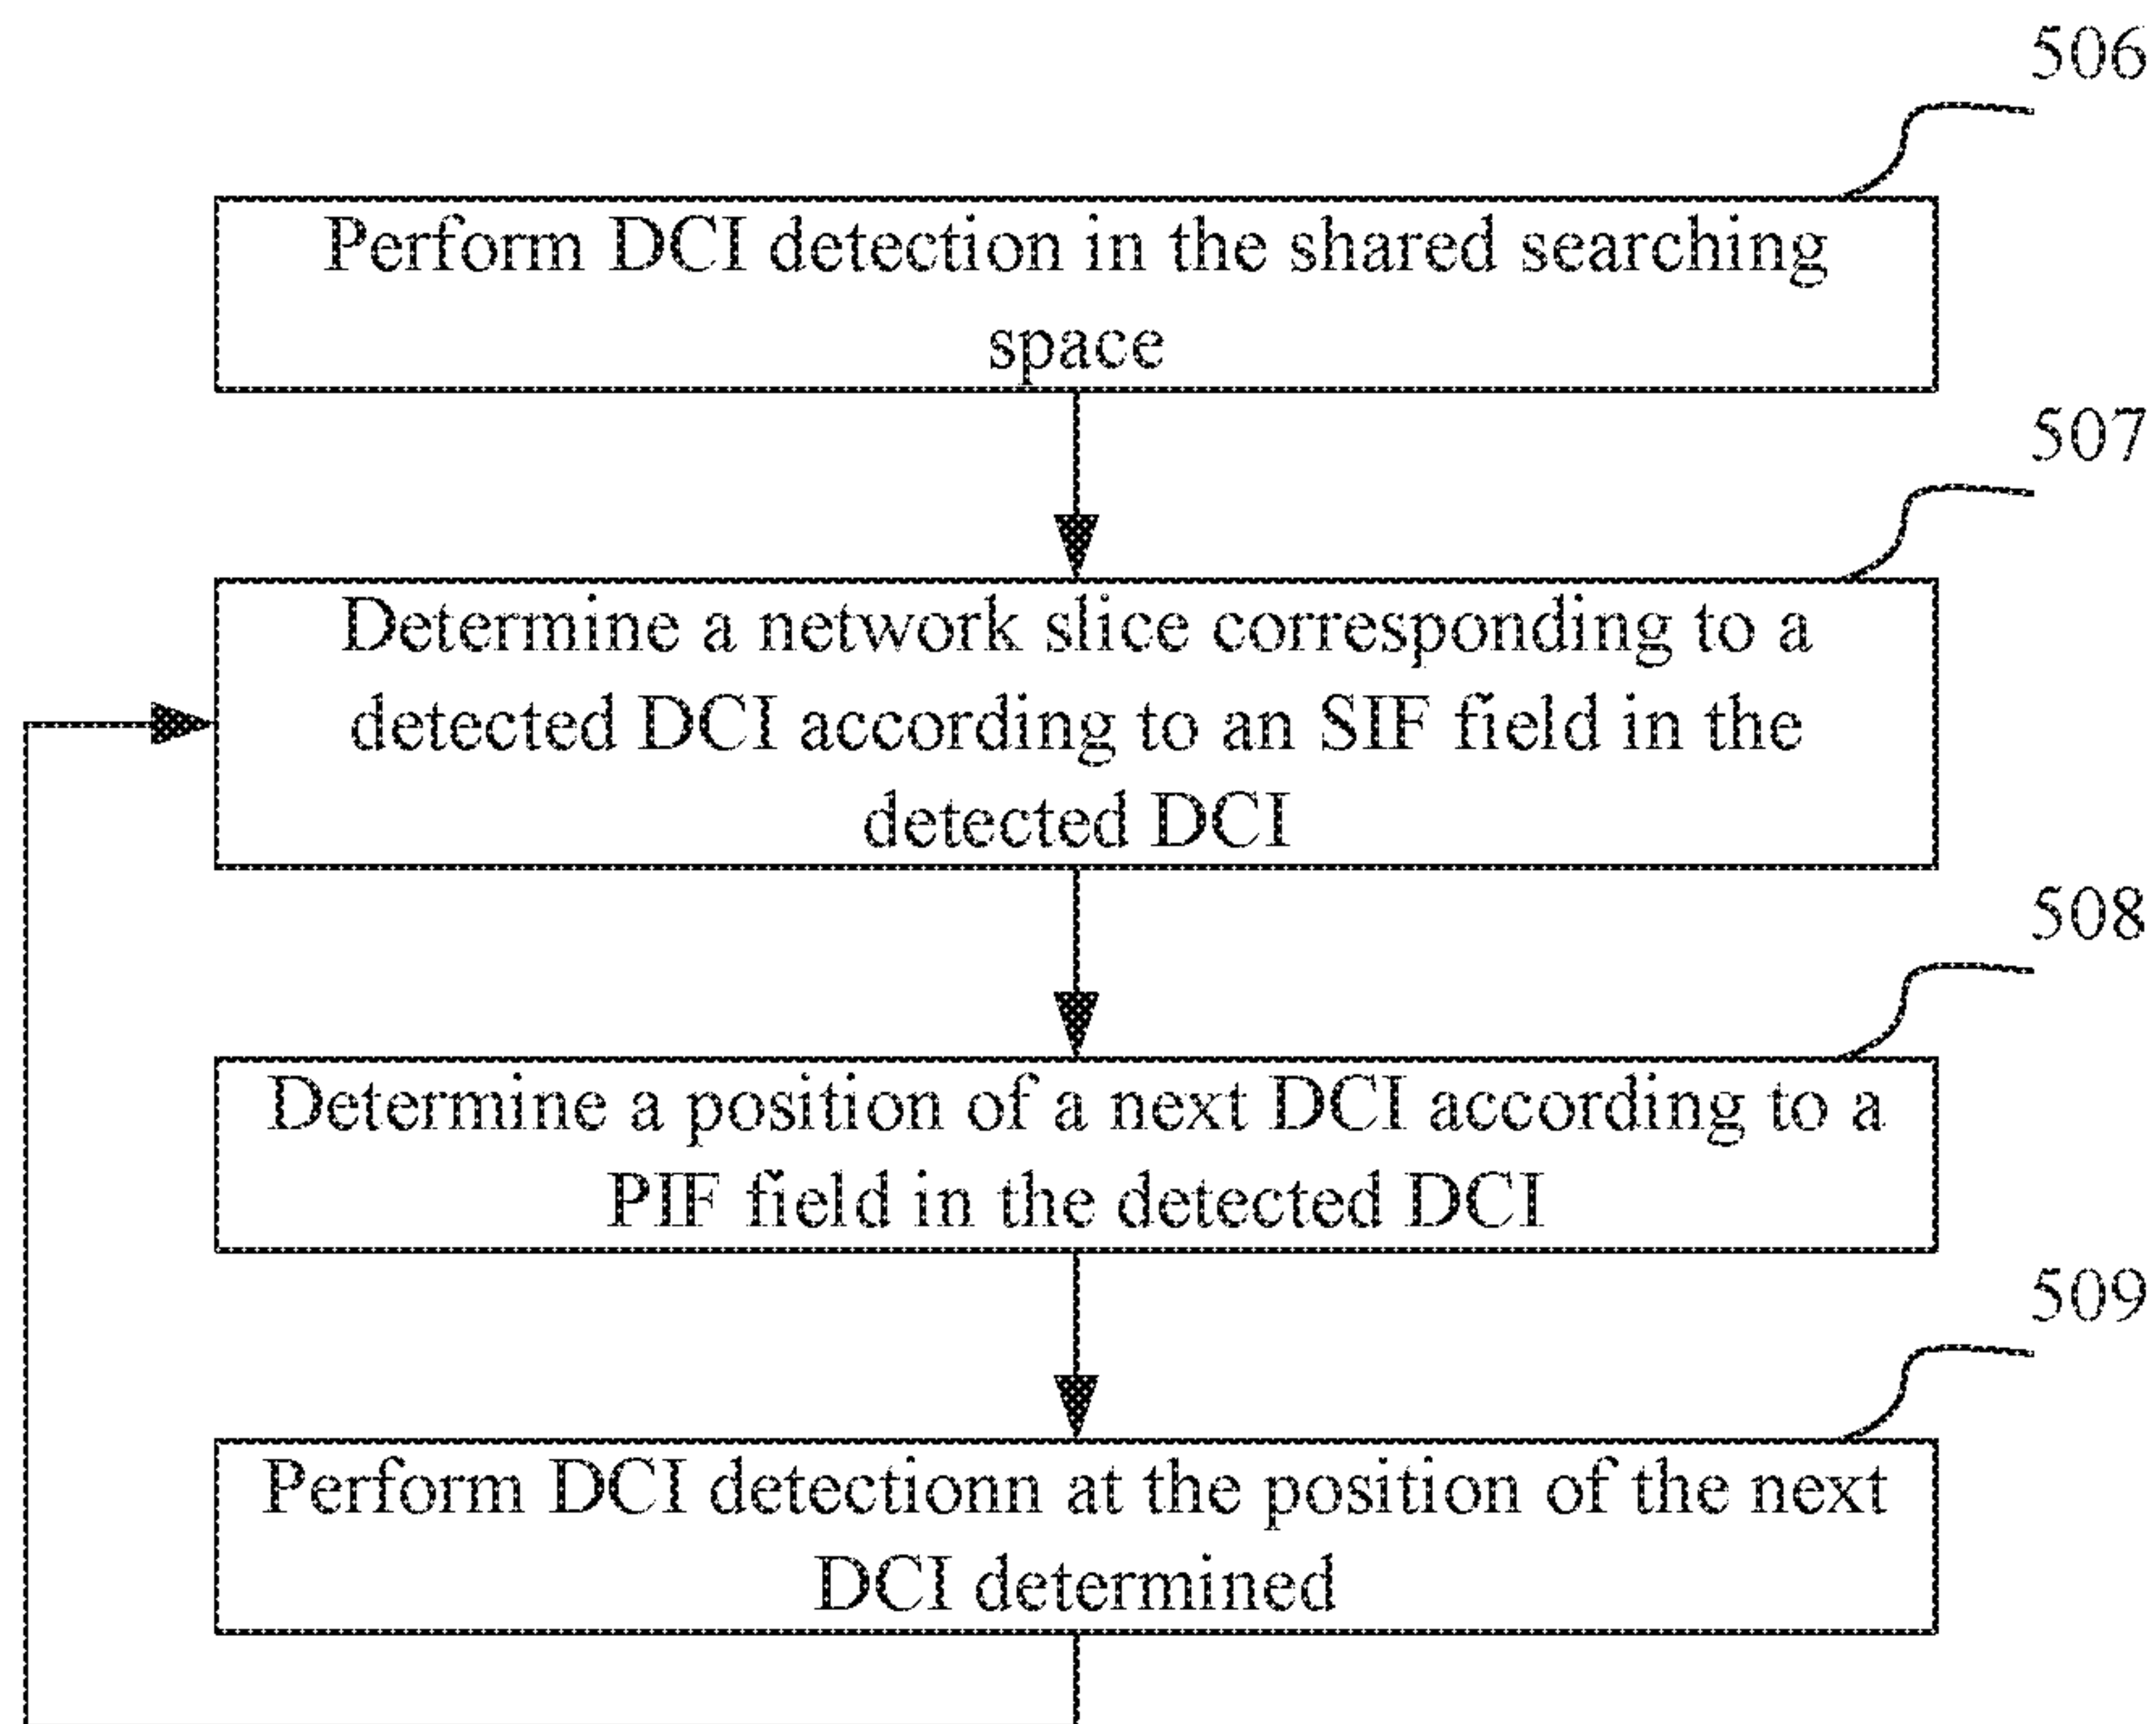 506
Perform DCI detection in the shared searching
space
507
Determine a network slice corresponding to a
detected DCI according to an SIF field in the
detected DCI
508
Determine a position of a next DCI according to a
PIF field in the detected DCI
509
Perform DCI detectionn at the position of the next
DCI determined